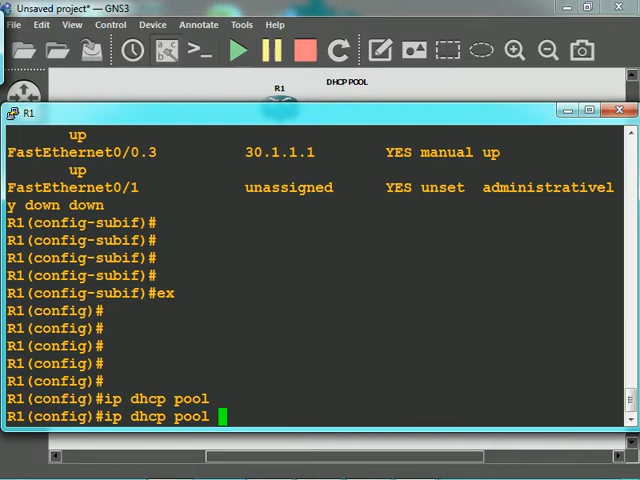 Unsaved project* — GNS3
File Edit View Control Device Annotate Tools Help
DHCP POOL
R1
R1
up
FastEthernet0/0.3 30.1.1.1 YES manual up
up
FastEthernet0/1 unassigned YES unset administrativel
y down down
R1(config-subif)#
R1(config-subif)#
R1(config-subif)#
R1(config-subif)#
R1(config-subif)#ex
R1(config)#
R1(config)#
R1(config)#
R1(config)#
R1(config)#
R1(config)#ip dhcp pool
R1(config)#ip dhcp pool